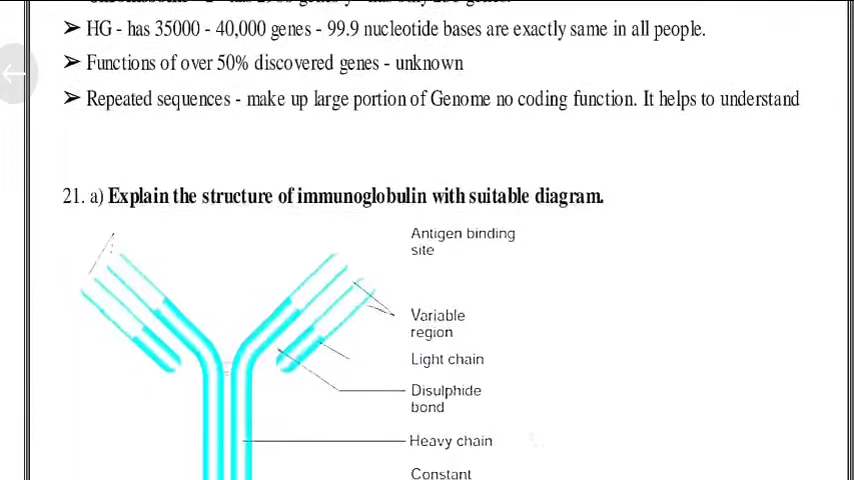 ➢ HG - has 35000 - 40,000 genes - 99.9 nucleotide bases are exactly same in all people.
➢ Functions of over 50% discovered genes - unknown
➢ Repeated sequences - make up large portion of Genome no coding function. It helps to understand
21. a) Explain the structure of immunoglobulin with suitable diagram.
Antigen binding
site
Variable
region
Light chain
Disulphide
bond
Heavy chain
Constant